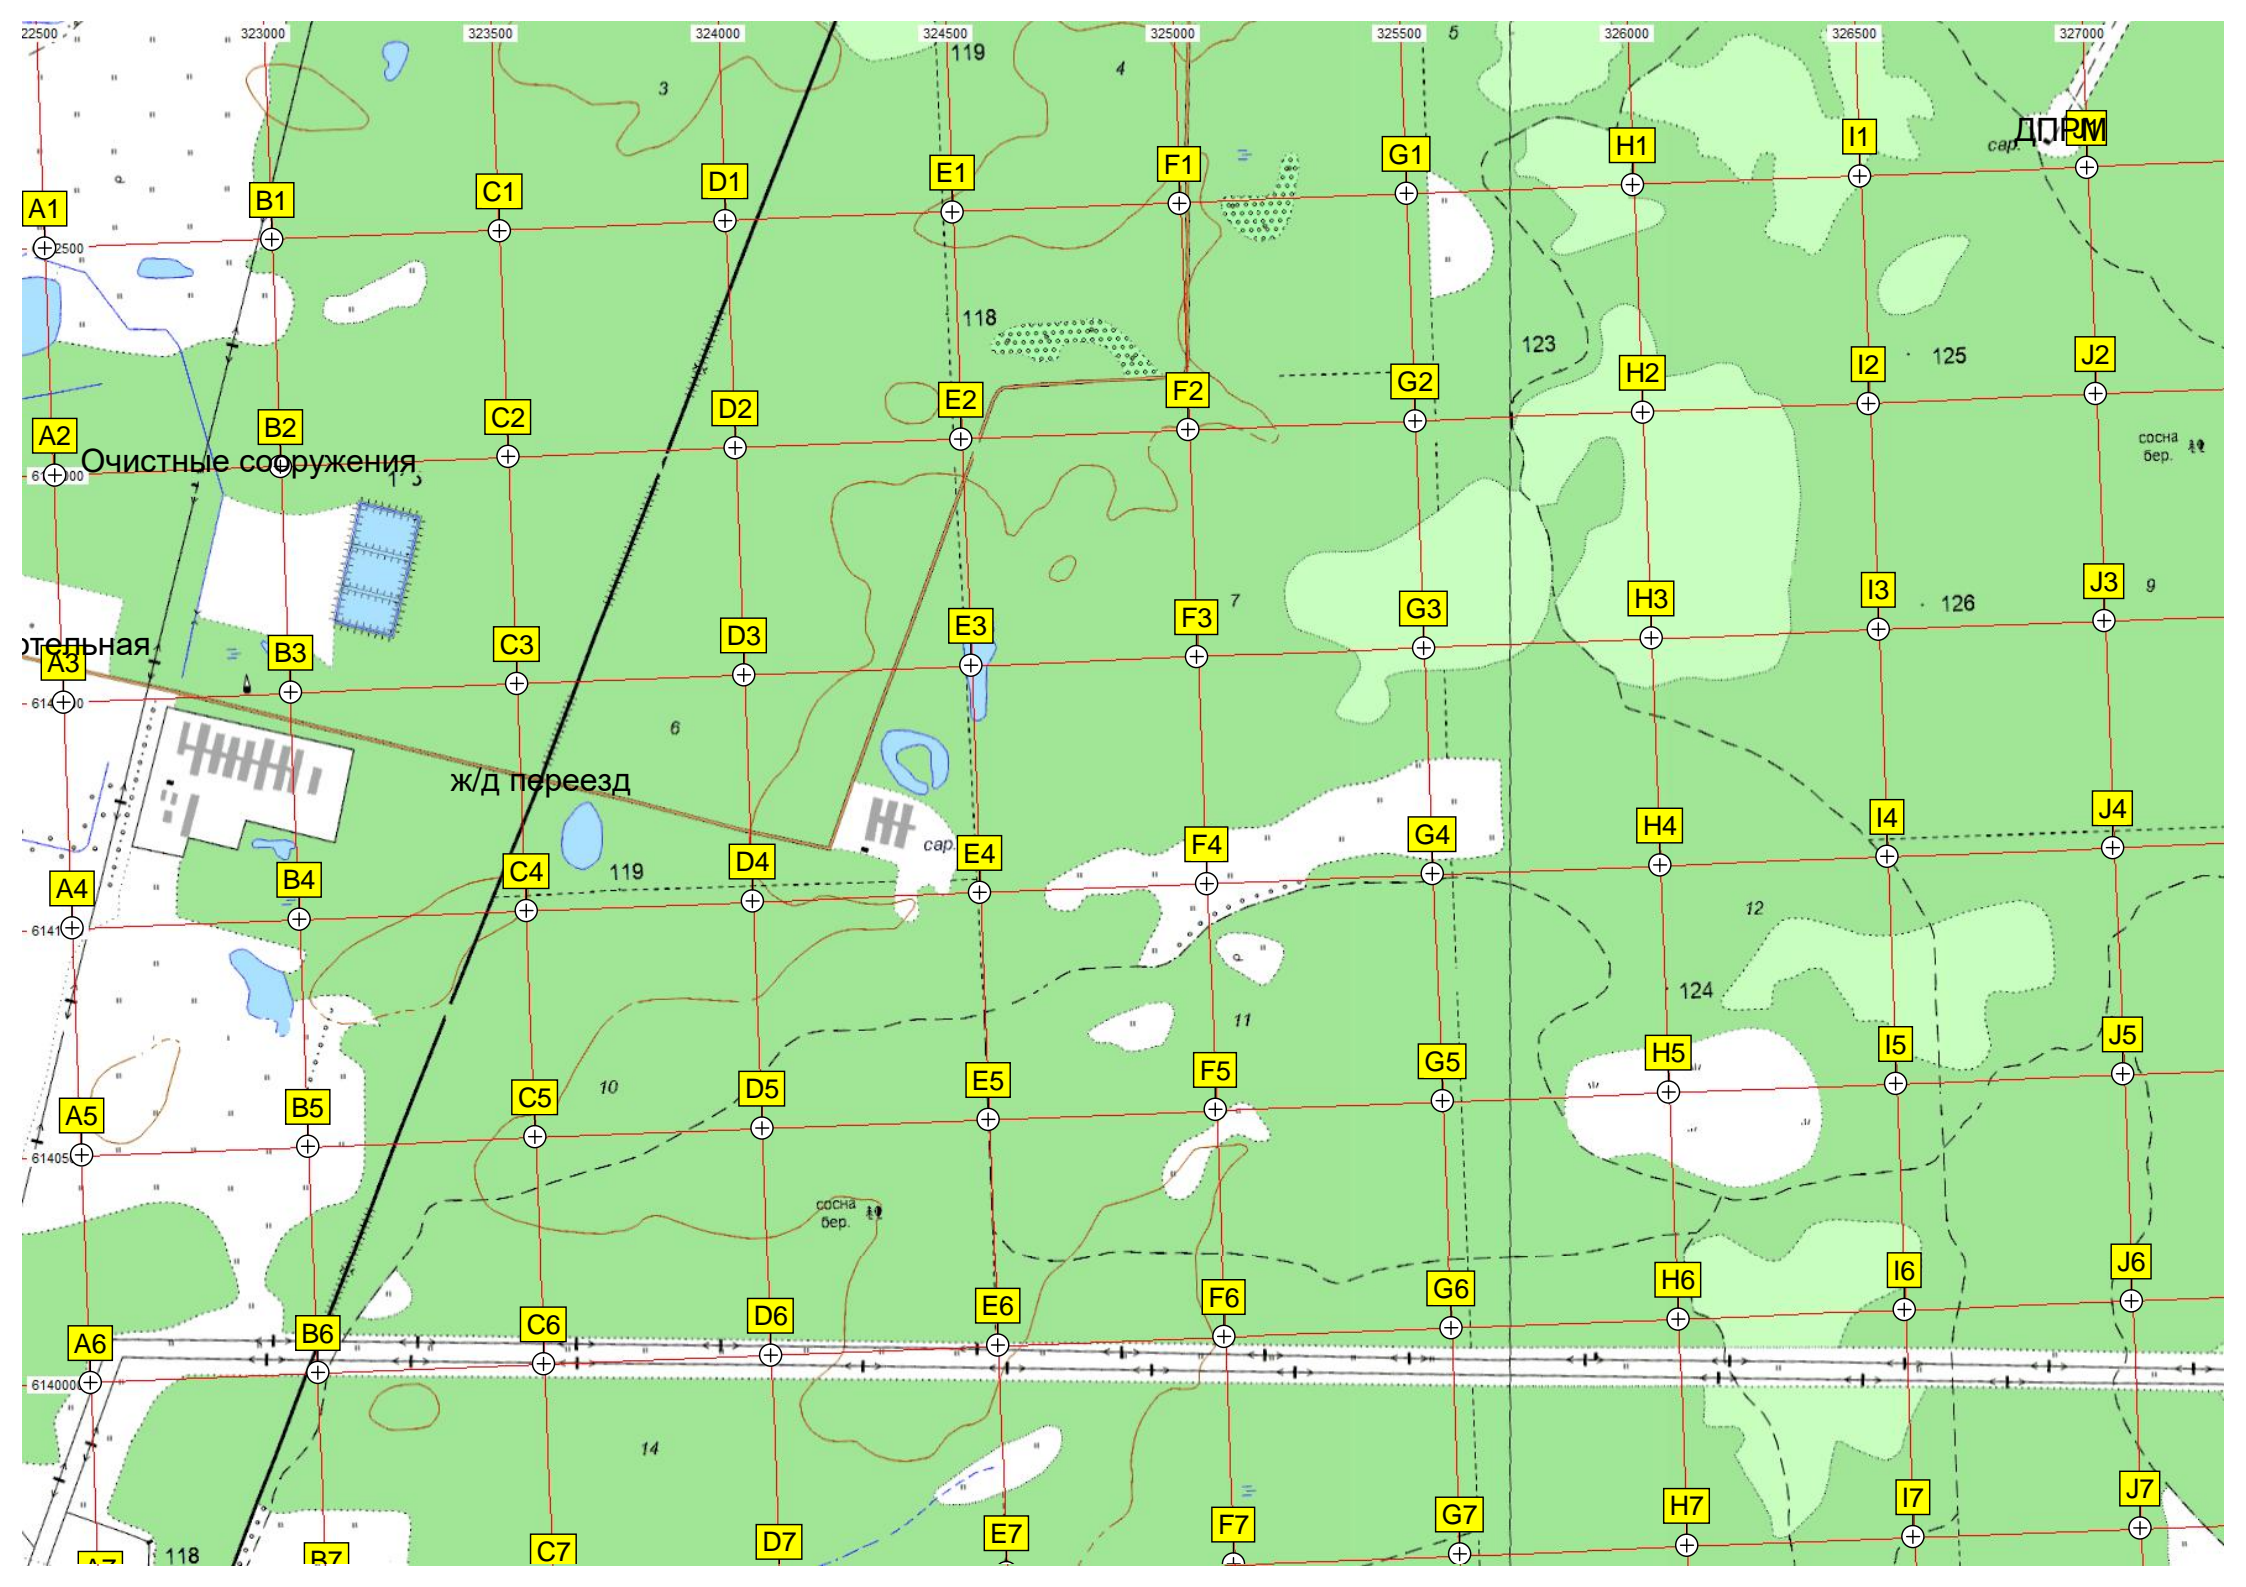 22500 323000 323500 324000 324500 325000 325500 326000 326500 327000
5
119
4
3
ДПРМ
сар.
A1 B1 C1 D1 E1 F1 G1 H1 I1 J1
2500
118
123
125
A2 B2 C2 D2 E2 F2 G2 H2 I2 J2
сосна
бер.
Очистные сооружения
7
126
9
отельная
A3 B3 C3 D3 E3 F3 G3 H3 I3 J3
6
ж/д переезд
сар.
119
A4 B4 C4 D4 E4 F4 G4 H4 I4 J4
12
124
11
10
A5 B5 C5 D5 E5 F5 G5 H5 I5 J5
сосна
бер.
A6 B6 C6 D6 E6 F6 G6 H6 I6 J6
6140000
14
118
A7 B7 C7 D7 E7 F7 G7 H7 I7 J7